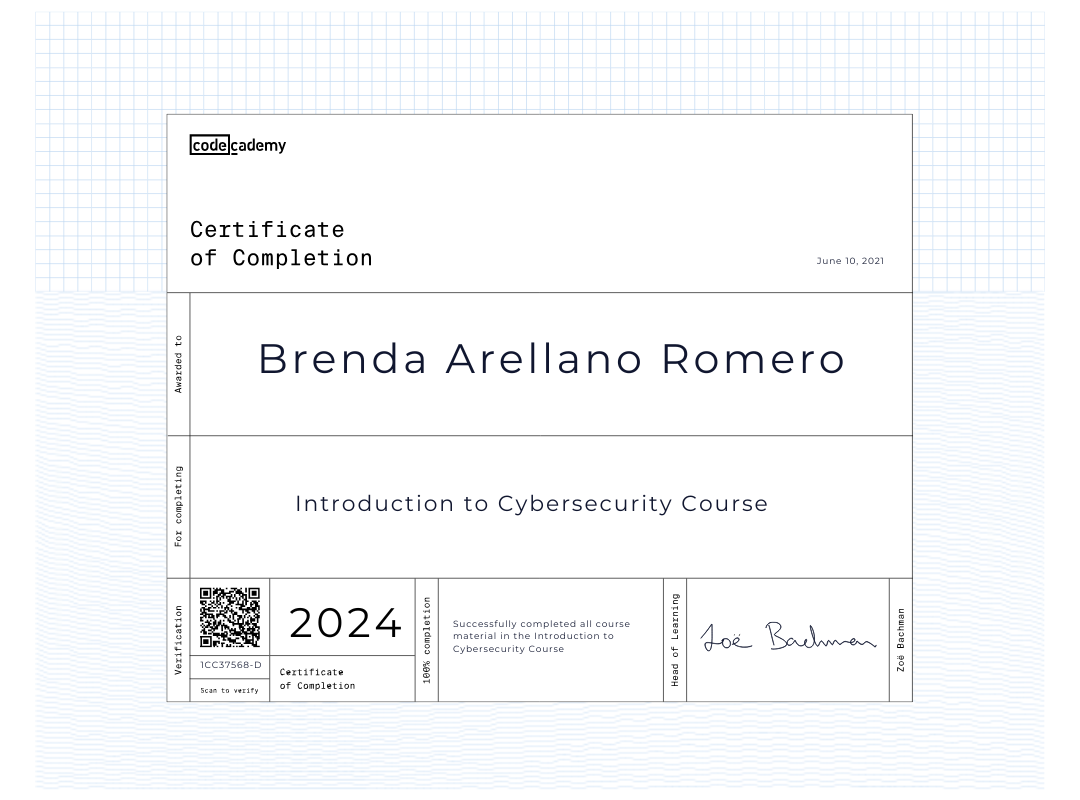 codecademy
Certificate
of Completion
June 10, 2021
Awarded to
Brenda Arellano Romero
For completing
Introduction to Cybersecurity Course
Verification
1CC37568-D
Scan to verify
2024
Certificate
of Completion
100% completion
Successfully completed all course
material in the Introduction to
Cybersecurity Course
Head of Learning
Zoë Bachman
Zoë Bachman